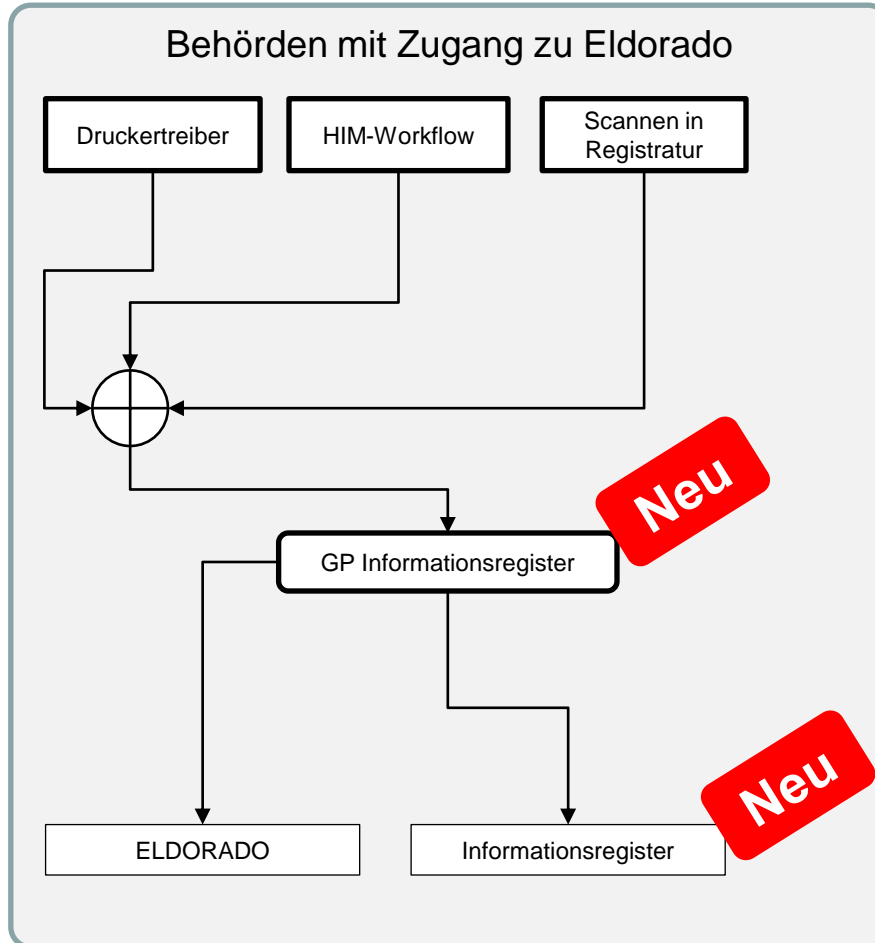 Behörden mit Zugang zu Eldorado
Druckertreiber
HIM-Workflow
Scannen in
Registratur
Neu
GP Informationsregister
Neu
ELDORADO
Informationsregister